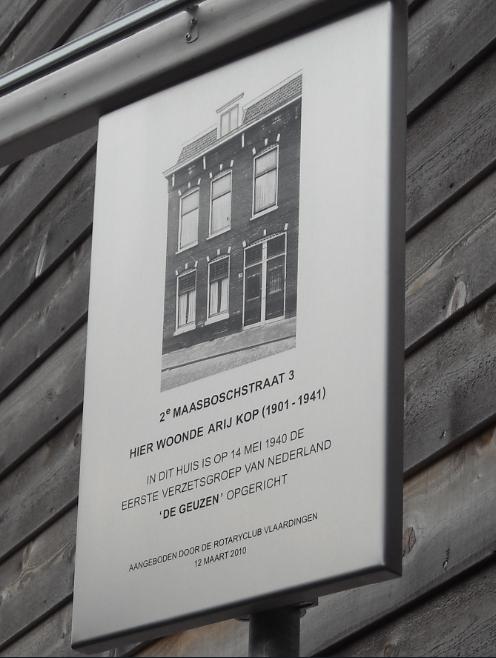 2e MAASBOSCHSTRAAT 3
HIER WOONDE ARIJ KOP (1901 - 1941)
IN DIT HUIS IS OP 14 MEI 1940 DE
EERSTE VERZETSGROEP VAN NEDERLAND
'DE GEUZEN' OPGERICHT
AANGEBODEN DOOR DE ROTARYCLUB VLAARDINGEN
12 MAART 2010